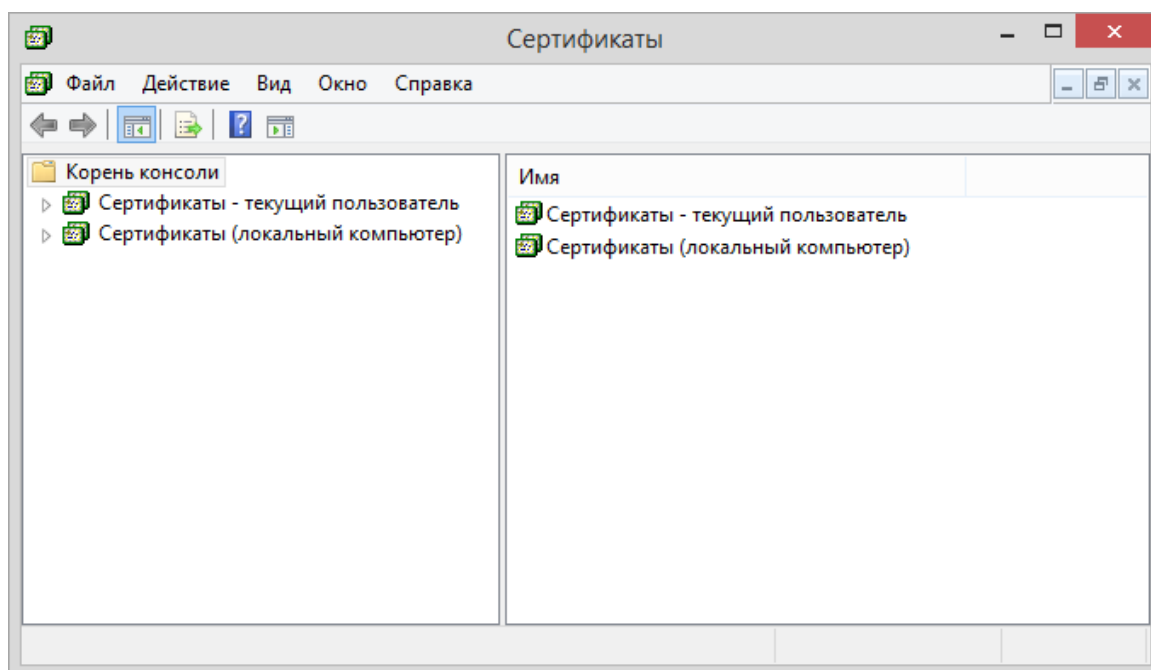 Сертификаты
Файл Действие Вид Окно Справка
Корень консоли
Сертификаты - текущий пользователь
Сертификаты (локальный компьютер)
Имя
Сертификаты - текущий пользователь
Сертификаты (локальный компьютер)